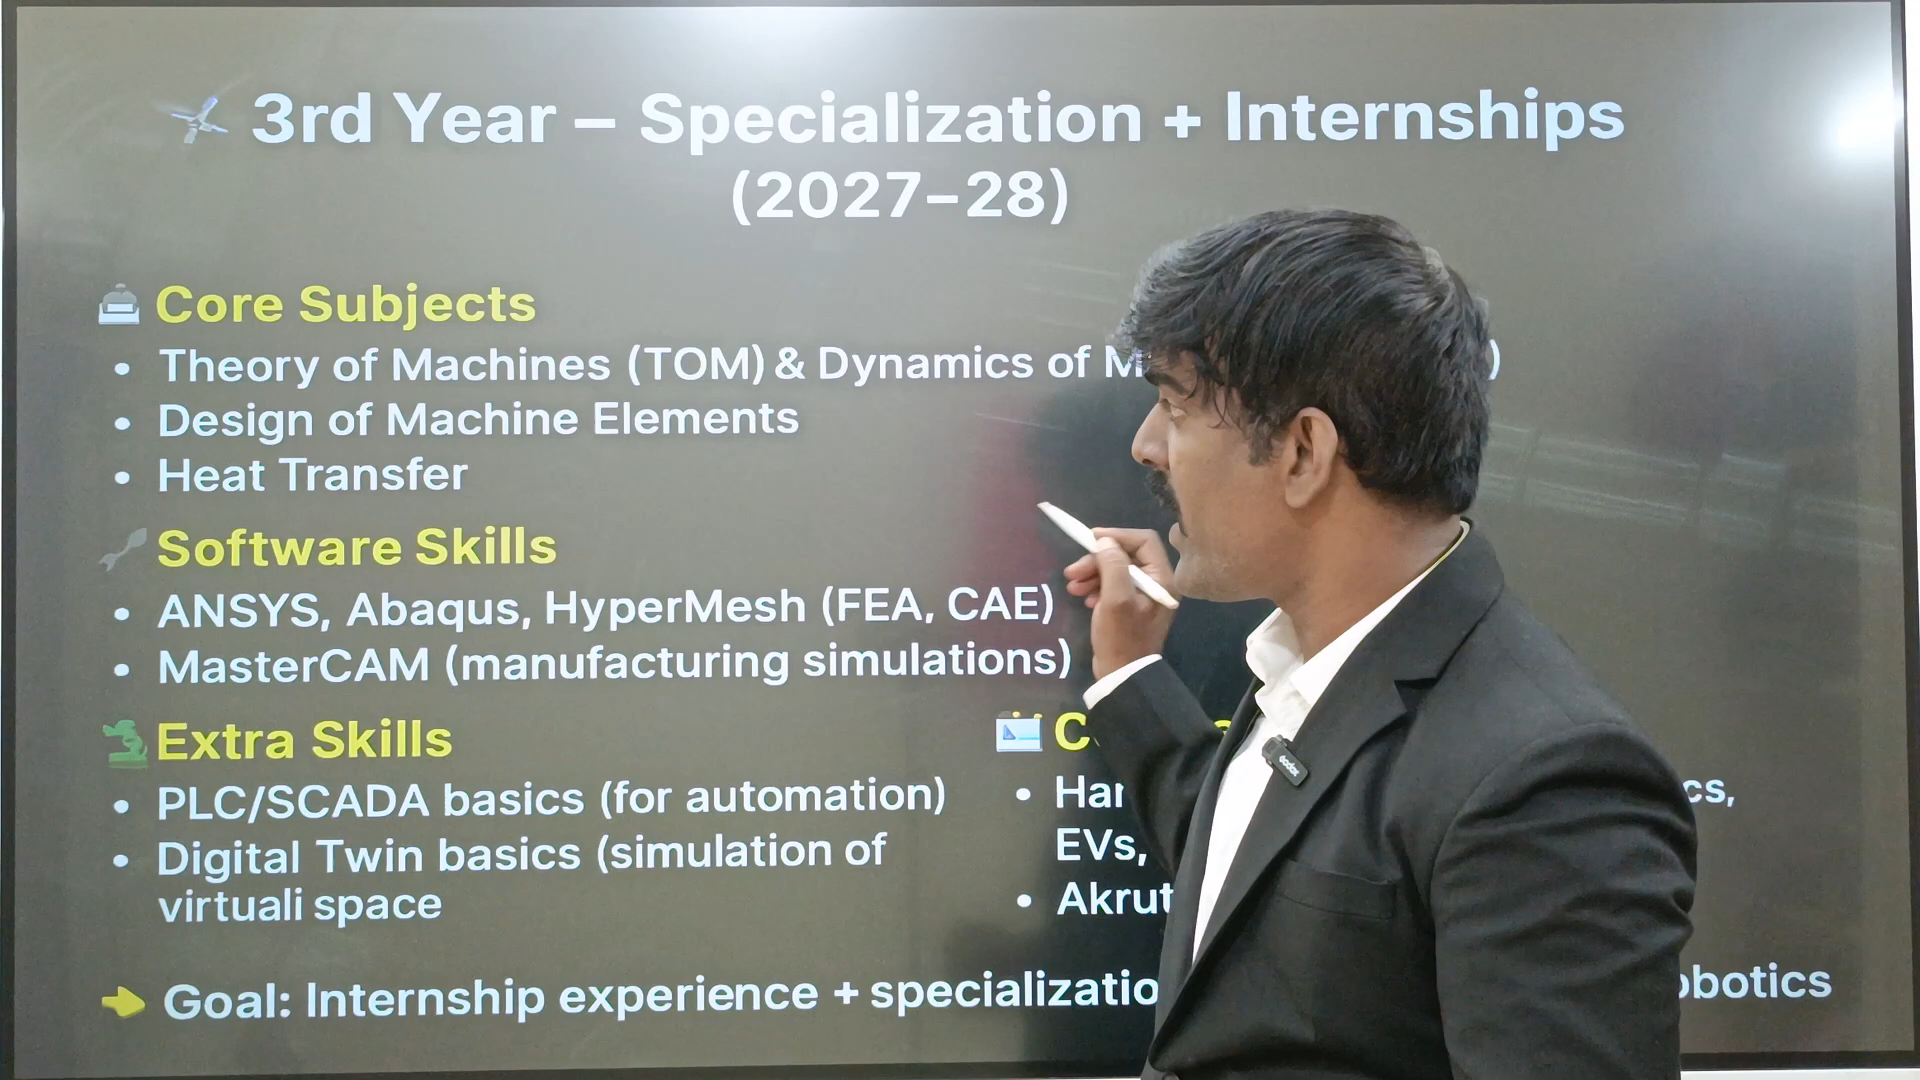 3rd Year – Specialization + Internships
(2027–28)
Core Subjects
• Theory of Machines (TOM) & Dynamics of
• Design of Machine Elements
• Heat Transfer
Software Skills
• ANSYS, Abaqus, HyperMesh (FEA, CAE)
• MasterCAM (manufacturing simulations)
Extra Skills
• PLC/SCADA basics (for automation)
• Digital Twin basics (simulation of
virtuali space
EVs,
Goal: Internship experience +
Godox